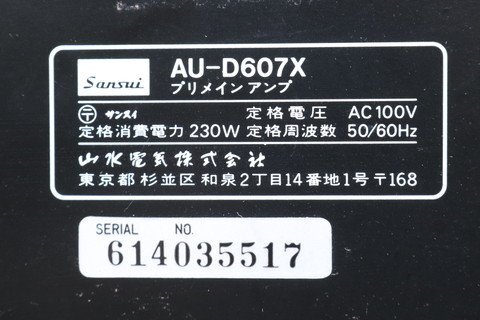 Sansui AU-D607X
プリメインアンプ
〒 サンスイ 定格電圧 AC100V
定格消費電力 230W 定格周波数 50/60Hz
山水電気株式会社
東京都杉並区和泉2丁目14番地1号〒168
SERIAL NO.
614035517